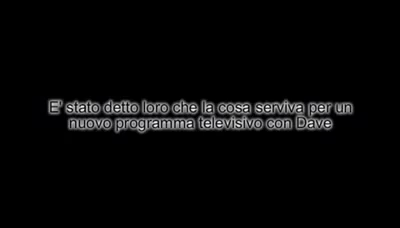 E' stato detto loro che la cosa serviva per un
nuovo programma televisivo con Dave